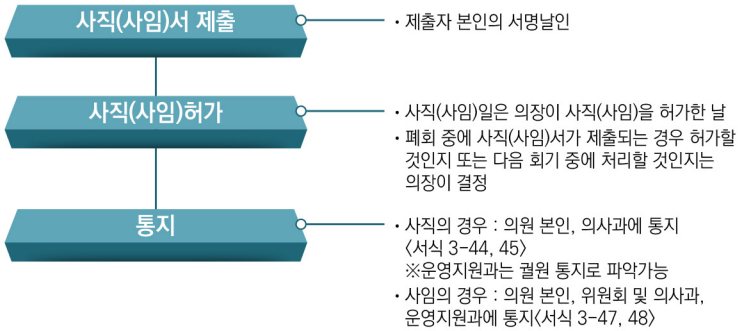 사직(사임)서 제출
• 제출자 본인의 서명날인
사직(사임)허가
• 사직(사임)일은 의장이 사직(사임)을 허가한 날
• 폐회 중에 사직(사임)서가 제출되는 경우 허가할
것인지 또는 다음 회기 중에 처리할 것인지는
의장이 결정
통지
• 사직의 경우 : 의원 본인, 의사과에 통지
<서식 3-44, 45>
※운영지원과는 궐원 통지로 파악가능
• 사임의 경우 : 의원 본인, 위원회 및 의사과,
운영지원과에 통지<서식 3-47, 48>